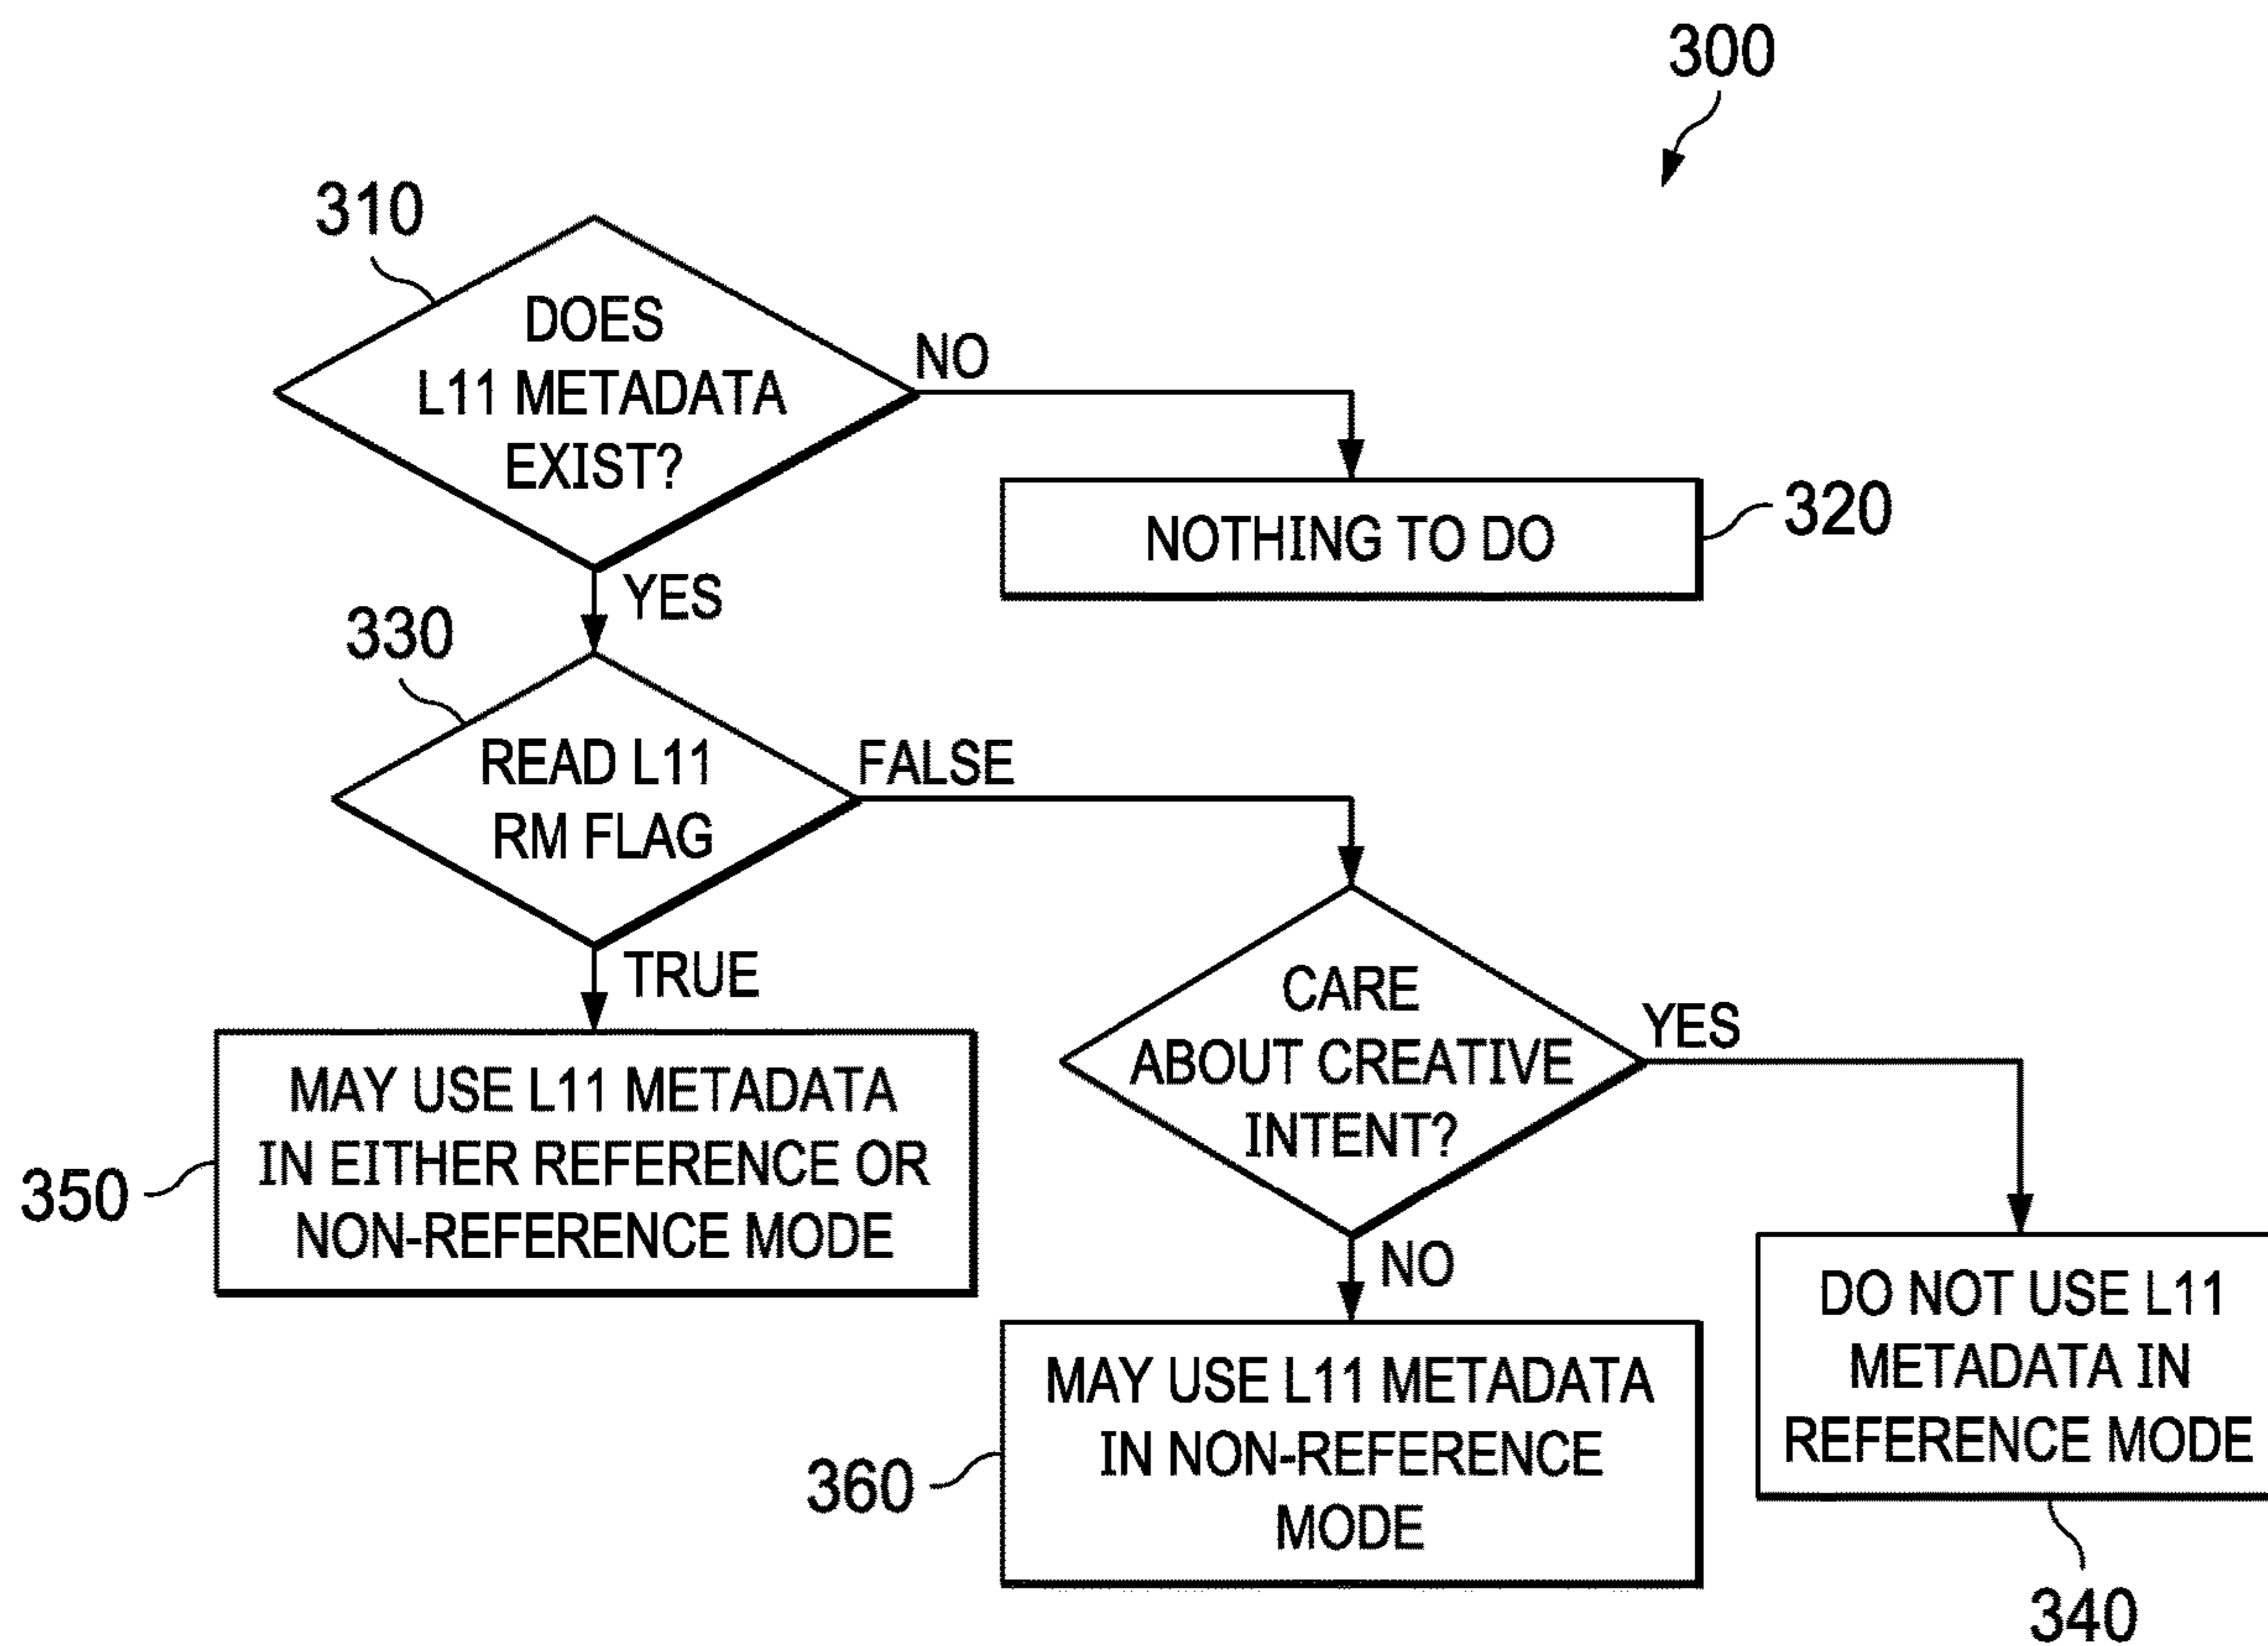 300
310
DOES
L11 METADATA
EXIST?
NO
NOTHING TO DO
320
YES
330
READ L11
RM FLAG
FALSE
TRUE
CARE
ABOUT CREATIVE
INTENT?
YES
NO
MAY USE L11 METADATA
IN EITHER REFERENCE OR
NON-REFERENCE MODE
350
MAY USE L11 METADATA
IN NON-REFERENCE
MODE
360
DO NOT USE L11
METADATA IN
REFERENCE MODE
340